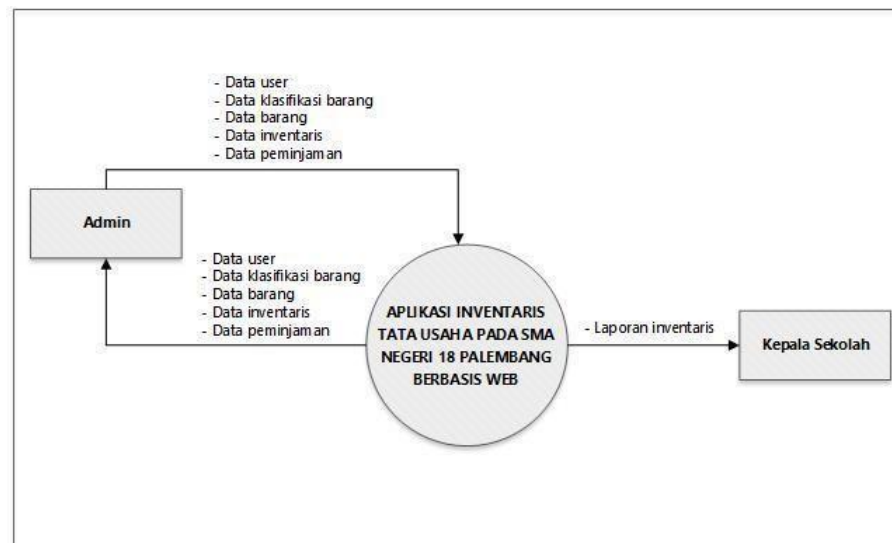 - Data user
- Data klasifikasi barang
- Data barang
- Data inventaris
- Data peminjaman
Admin
- Data user
- Data klasifikasi barang
- Data barang
- Data inventaris
- Data peminjaman
APLIKASI INVENTARIS
TATA USAHA PADA SMA
NEGERI 18 PALEMBANG
BERBASIS WEB
- Laporan inventaris
Kepala Sekolah